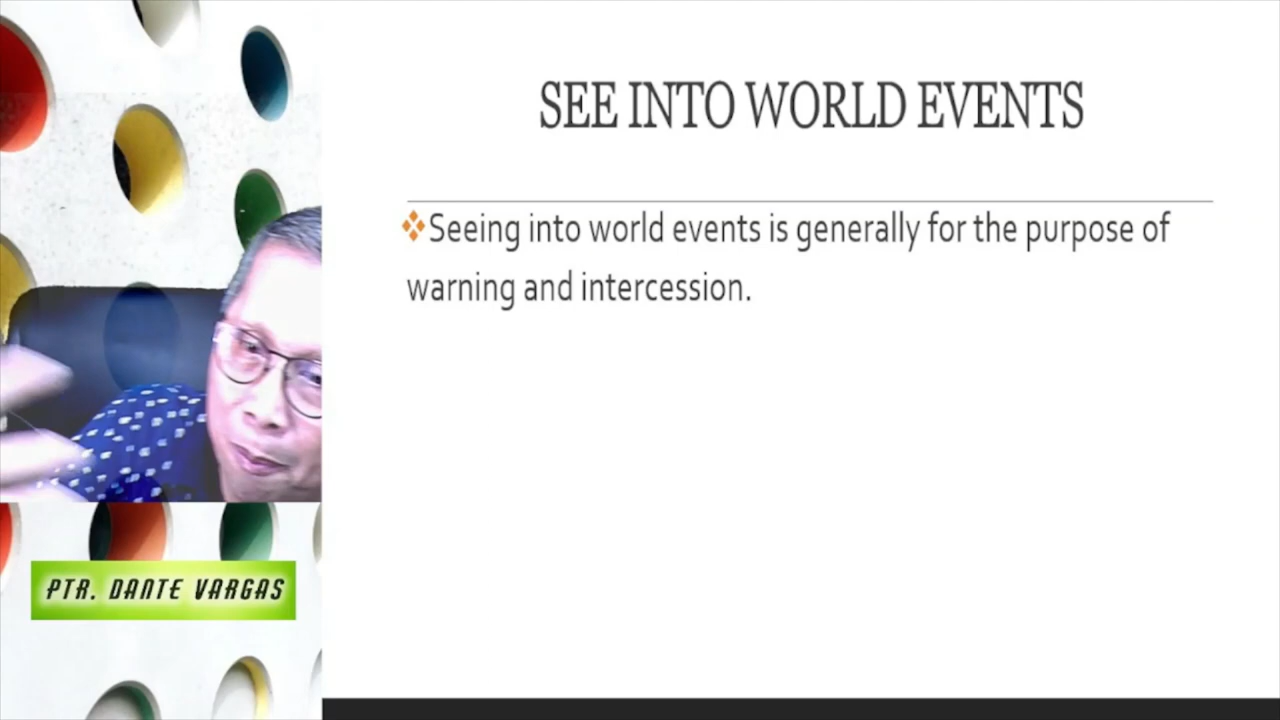 SEE INTO WORLD EVENTS
❖Seeing into world events is generally for the purpose of
warning and intercession.
PTR. DANTE VARGAS